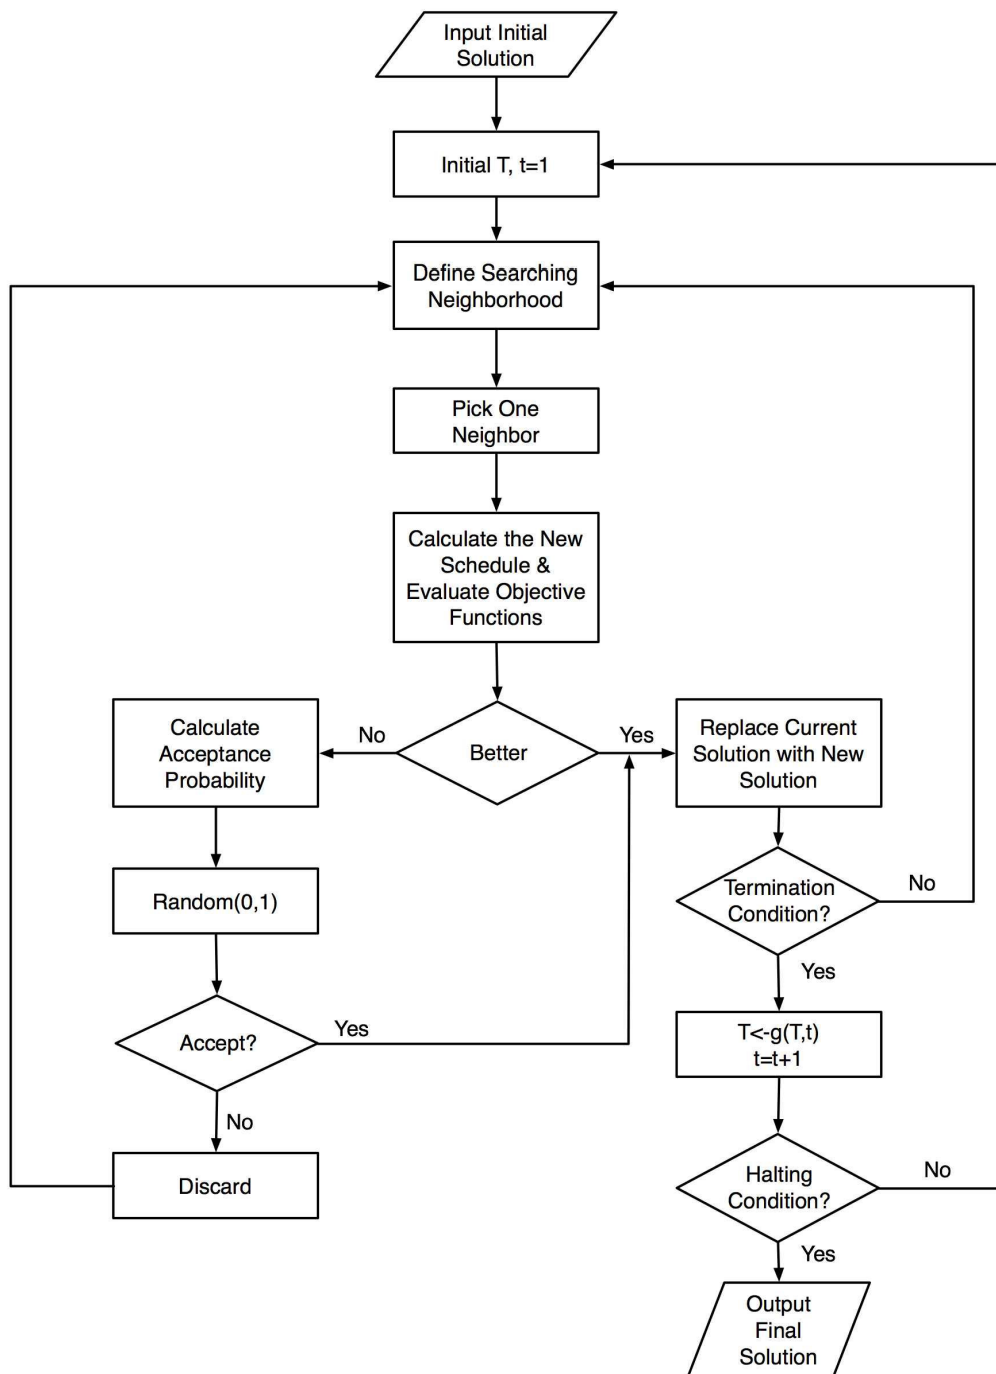 Input Initial
Solution
Initial T, t=1
Define Searching
Neighborhood
Pick One
Neighbor
Calculate the New
Schedule &
Evaluate Objective
Functions
Better
No
Yes
Calculate
Acceptance
Probability
Replace Current
Solution with New
Solution
Random(0,1)
Termination
Condition?
No
Yes
Accept?
Yes
No
Discard
T<-g(T,t)
t=t+1
Halting
Condition?
No
Yes
Output
Final
Solution